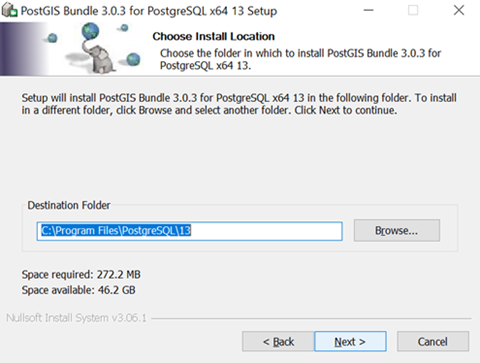 PostGIS Bundle 3.0.3 for PostgreSQL x64 13 Setup
Choose Install Location
Choose the folder in which to install PostGIS Bundle 3.0.3 for
PostgreSQL x64 13.
Setup will install PostGIS Bundle 3.0.3 for PostgreSQL x64 13 in the following folder. To install
in a different folder, click Browse and select another folder. Click Next to continue.
Destination Folder
C:\Program Files\PostgreSQL\13
Browse...
Space required: 272.2 MB
Space available: 46.2 GB
Nullsoft Install System v3.06.1
< Back
Next >
Cancel